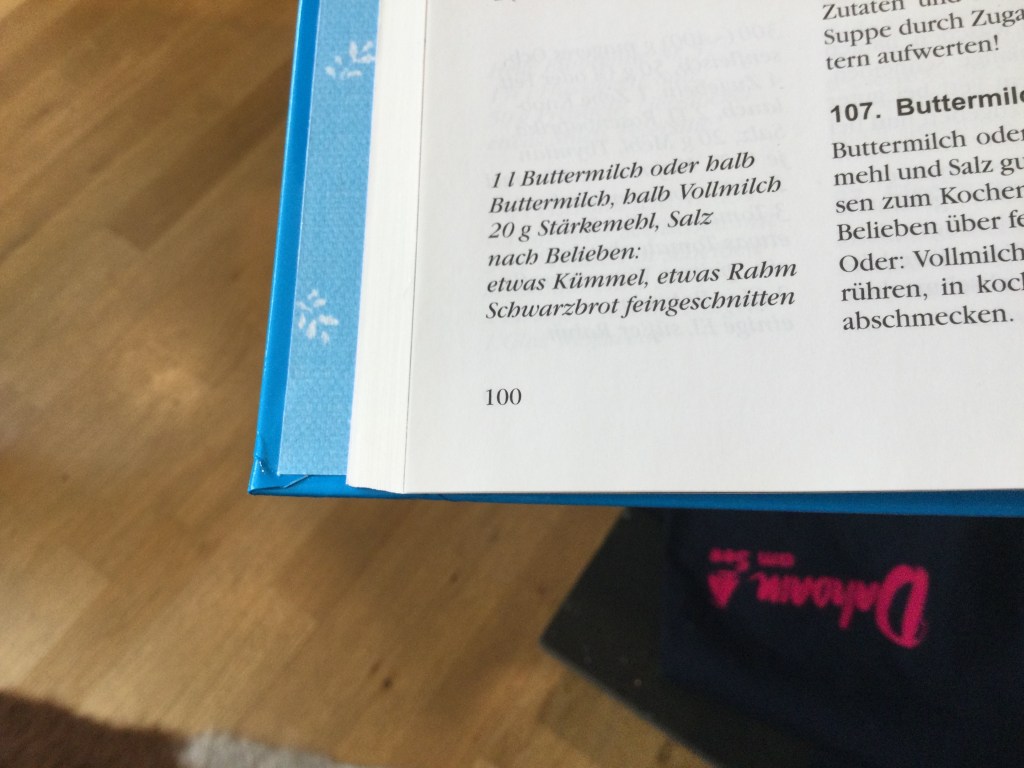 1 l Buttermilch oder halb
Buttermilch, halb Vollmilch
20 g Stärkemehl, Salz
nach Belieben:
etwas Kümmel, etwas Rahm
Schwarzbrot feingeschnitten
100
Zutaten und
Suppe durch Zuga
tern aufwerten!
107. Buttermilc
Buttermilch oder
mehl und Salz gu
sen zum Kochen
Belieben über fe
Oder: Vollmilch
rühren, in koch
abschmecken.
Dahoam
am See